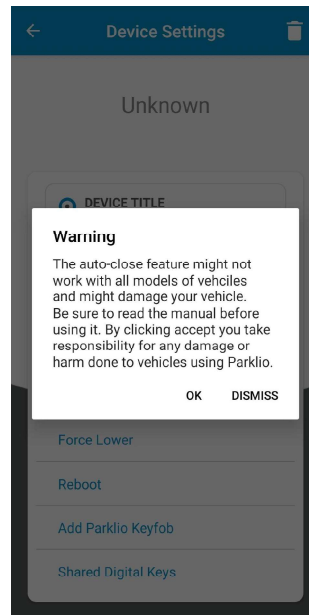 Device Settings
Unknown
DEVICE TITLE
Warning
The auto-close feature might not
work with all models of vehciles
and might damage your vehicle.
Be sure to read the manual before
using it. By clicking accept you take
responsibility for any damage or
harm done to vehicles using Parklio.
OK DISMISS
Force Lower
Reboot
Add Parklio Keyfob
Shared Digital Keys